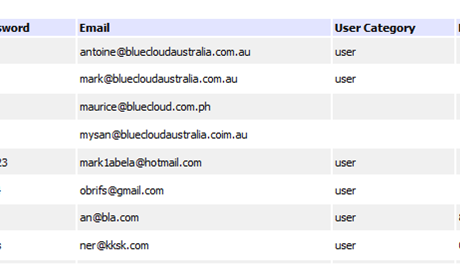 sword Email User Category
antoine@bluecloudaustralia.com.au user
mark@bluecloudaustralia.com.au user
maurice@bluecloud.com.ph
mysan@bluecloudaustralia.coim.au
23 mark1abela@hotmail.com user
obrifs@gmail.com user
an@bla.com user
ner@kksk.com user